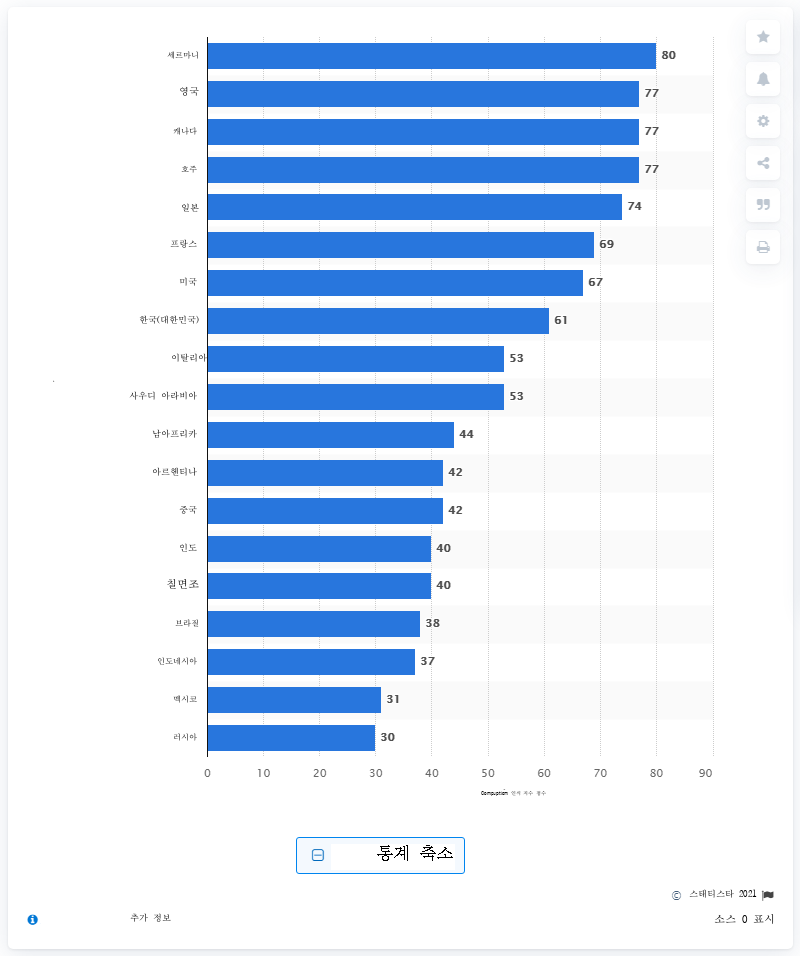 세르마니 80
영국 77
캐나다 77
호주 77
일본 74
프랑스 69
미국 67
한국(대한민국) 61
이탈리아 53
사우디 아라비아 53
남아프리카 44
아르헨티나 42
중국 42
인도 40
칠면조 40
브라질 38
인도네시아 37
멕시코 31
러시아 30
0 10 20 30 40 50 60 70 80 90
인식 지수 점수
통계 축소
© 스태티스타 2021
추가 정보
소스 0 표시